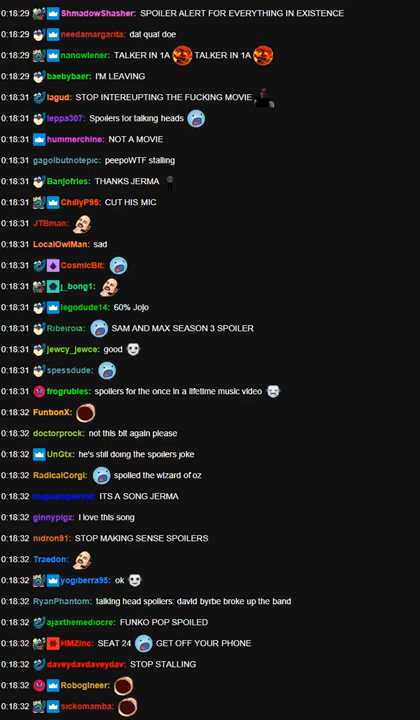 0:18:29 ShmadowShasher: SPOILER ALERT FOR EVERYTHING IN EXISTENCE
0:18:29 needamargarita: dat qual doe
0:18:29 nanowlener: TALKER IN 1A TALKER IN 1A
0:18:29 baebybaer: I'M LEAVING
0:18:31 lagud: STOP INTEREUPTING THE FUCKING MOVIE
0:18:31 leppa307: Spoilers for talking heads
0:18:31 hummerchine: NOT A MOVIE
0:18:31 gagolbutnotepic: peepoWTF stalling
0:18:31 Banjofries: THANKS JERMA
0:18:31 ChillyP95: CUT HIS MIC
0:18:31 JTBman:
0:18:31 LocalOwlMan: sad
0:18:31 CosmicBit:
0:18:31 j_bong1:
0:18:31 legodude14: 60% Jojo
0:18:31 Ribeiroia: SAM AND MAX SEASON 3 SPOILER
0:18:31 jewcy_jewce: good
0:18:31 spessdude:
0:18:31 frogrubles: spoilers for the once in a lifetime music video
0:18:32 FuntionX:
0:18:32 doctorprock: not this bit again please
0:18:32 UnGtx: he's still doing the spoilers joke
0:18:32 RadicalCorgi: spoiled the wizard of oz
0:18:32 ITS A SONG JERMA
0:18:32 ginnypigz: I love this song
0:18:32 nidron91: STOP MAKING SENSE SPOILERS
0:18:32 Traedon:
0:18:32 yogiberra95: ok
0:18:32 RyanPhantom: talking head spoilers: david byrbe broke up the band
0:18:32 ajaxthemediocre: FUNKO POP SPOILED
0:18:32 HMZinc: SEAT 24 GET OFF YOUR PHONE
0:18:32 daveydavdaveydav: STOP STALLING
0:18:32 Robogineer:
0:18:32 sickomamba: